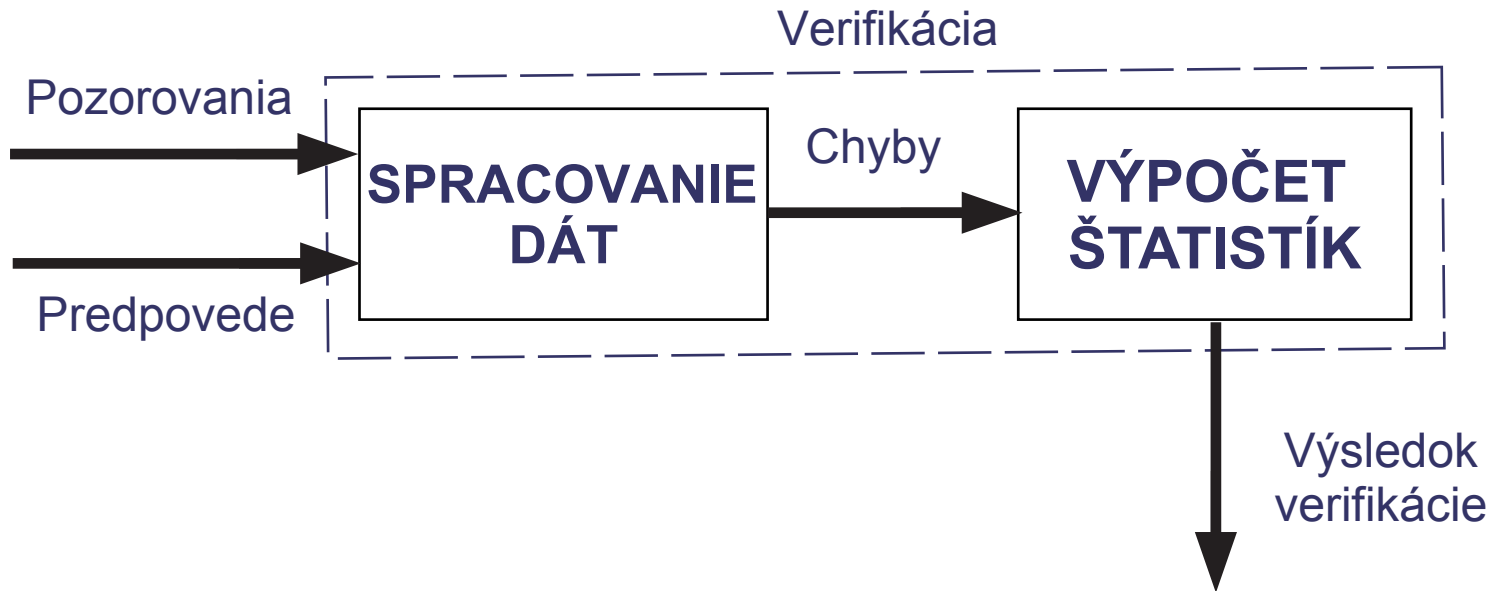 Verifikácia
Pozorovania
Predpovede
SPRACOVANIE
DÁT
Chyby
VÝPOČET
ŠTATISTÍK
Výsledok
verifikácie